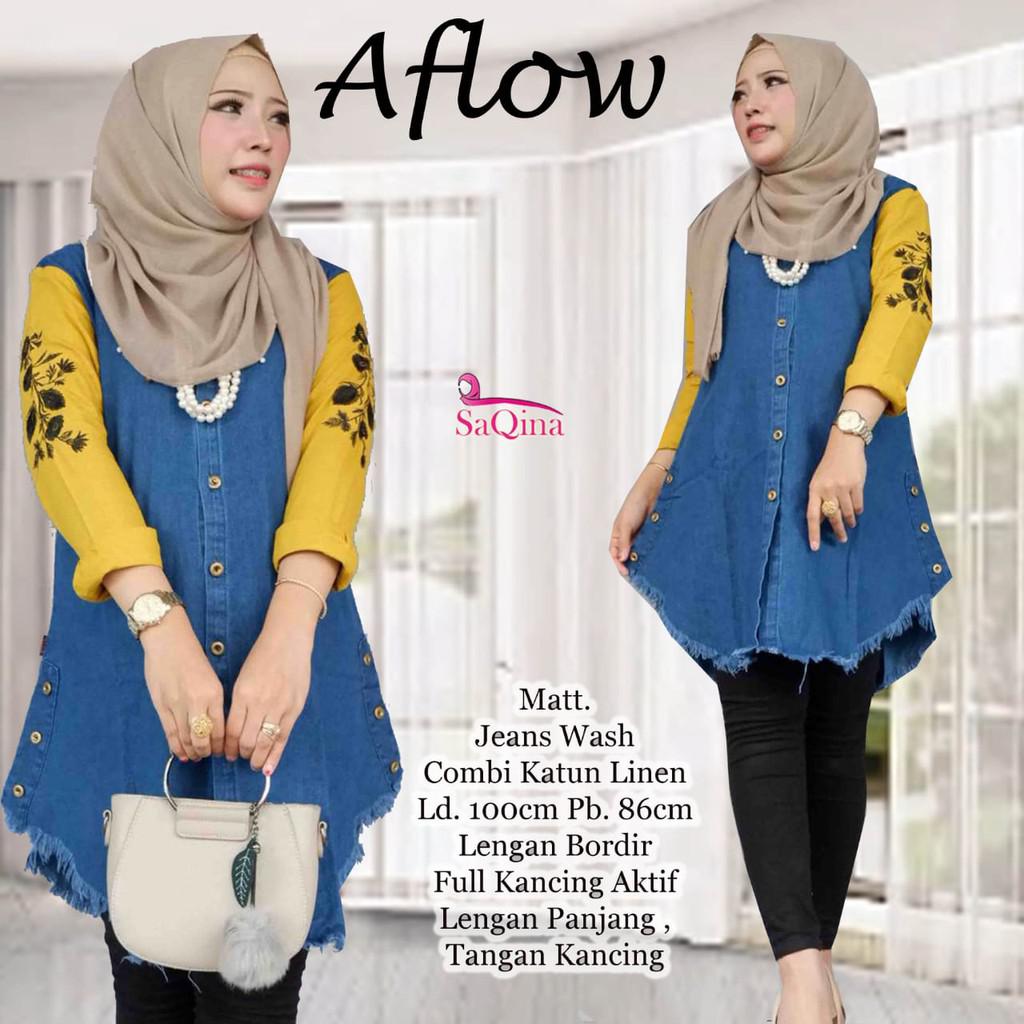 Aflow
SaQina
Matt.
Jeans Wash
Combi Katun Linen
Ld. 100cm Pb. 86cm
Lengan Bordir
Full Kancing Aktif
Lengan Panjang ,
Tangan Kancing